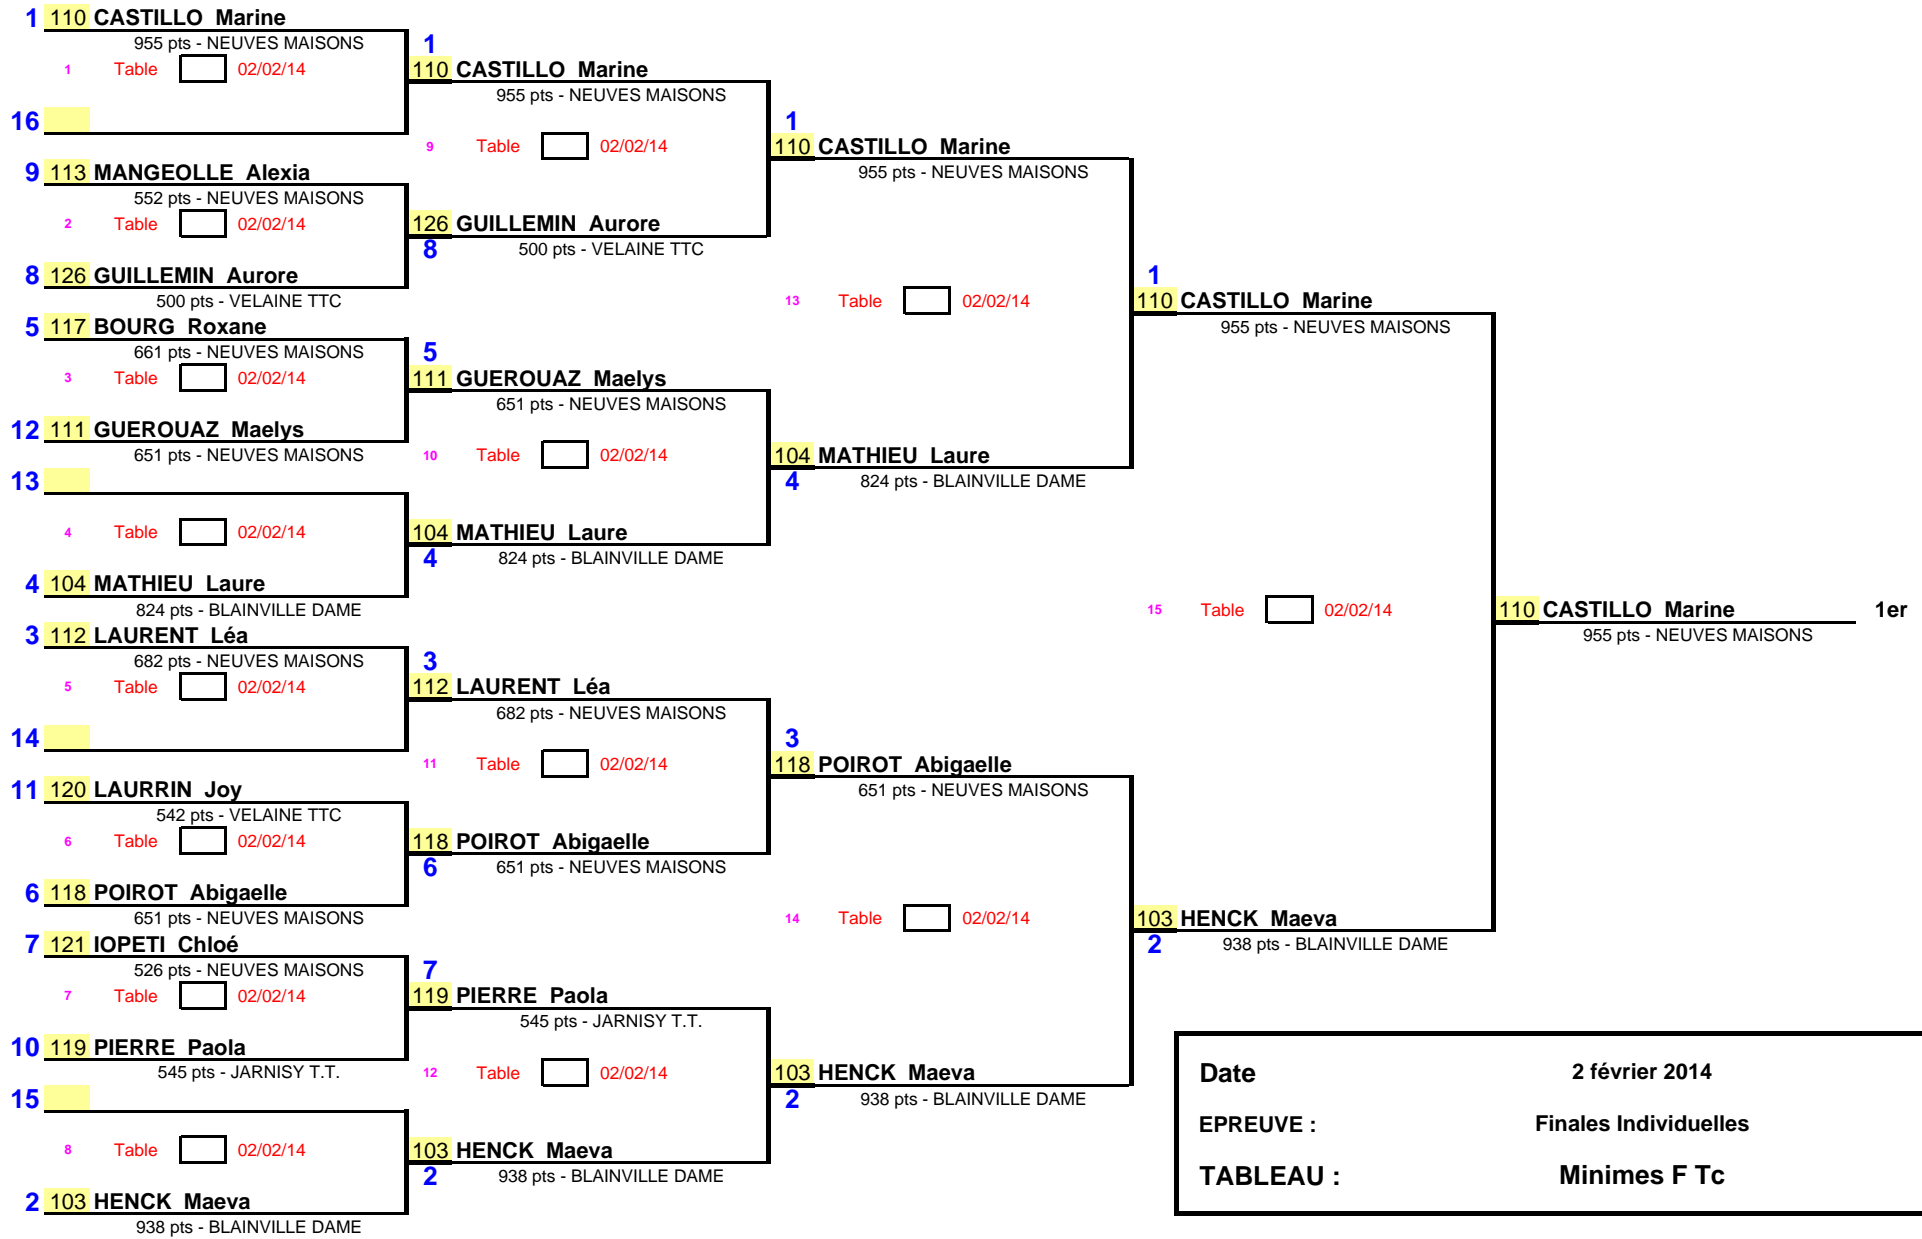 1 110 CASTILLO Marine
955 pts - NEUVES MAISONS
1 Table 02/02/14
16
9 113 MANGEOLLE Alexia
552 pts - NEUVES MAISONS
2 Table 02/02/14
8 126 GUILLEMIN Aurore
500 pts - VELAINE TTC
5 117 BOURG Roxane
661 pts - NEUVES MAISONS
3 Table 02/02/14
12 111 GUEROUAZ Maelys
651 pts - NEUVES MAISONS
13
4 Table 02/02/14
4 104 MATHIEU Laure
824 pts - BLAINVILLE DAME
3 112 LAURENT Léa
682 pts - NEUVES MAISONS
5 Table 02/02/14
14
11 120 LAURRIN Joy
542 pts - VELAINE TTC
6 Table 02/02/14
6 118 POIROT Abigaelle
651 pts - NEUVES MAISONS
7 121 IOPETI Chloé
526 pts - NEUVES MAISONS
7 Table 02/02/14
10 119 PIERRE Paola
545 pts - JARNISY T.T.
15
8 Table 02/02/14
2 103 HENCK Maeva
938 pts - BLAINVILLE DAME
1
110 CASTILLO Marine
955 pts - NEUVES MAISONS
9 Table 02/02/14
126 GUILLEMIN Aurore
8 500 pts - VELAINE TTC
5
111 GUEROUAZ Maelys
651 pts - NEUVES MAISONS
10 Table 02/02/14
104 MATHIEU Laure
4 824 pts - BLAINVILLE DAME
3
112 LAURENT Léa
682 pts - NEUVES MAISONS
11 Table 02/02/14
118 POIROT Abigaelle
6 651 pts - NEUVES MAISONS
7
119 PIERRE Paola
545 pts - JARNISY T.T.
12 Table 02/02/14
103 HENCK Maeva
2 938 pts - BLAINVILLE DAME
1
110 CASTILLO Marine
955 pts - NEUVES MAISONS
13 Table 02/02/14
104 MATHIEU Laure
4 824 pts - BLAINVILLE DAME
3
118 POIROT Abigaelle
651 pts - NEUVES MAISONS
14 Table 02/02/14
103 HENCK Maeva
2 938 pts - BLAINVILLE DAME
1
110 CASTILLO Marine
955 pts - NEUVES MAISONS
15 Table 02/02/14
103 HENCK Maeva
2 938 pts - BLAINVILLE DAME
110 CASTILLO Marine 1er
955 pts - NEUVES MAISONS
Date 2 février 2014
EPREUVE : Finales Individuelles
TABLEAU : Minimes F Tc